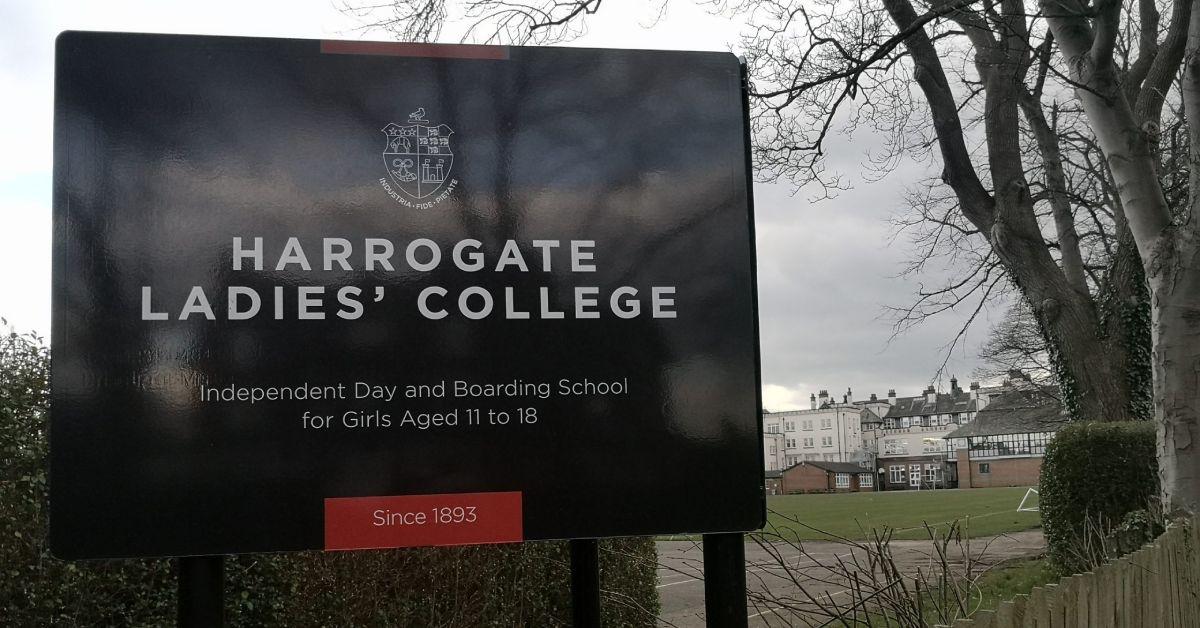 INDUSTRIA · FIDE · PIETATE
HARROGATE
LADIES’ COLLEGE
Independent Day and Boarding School
for Girls Aged 11 to 18
Since 1893